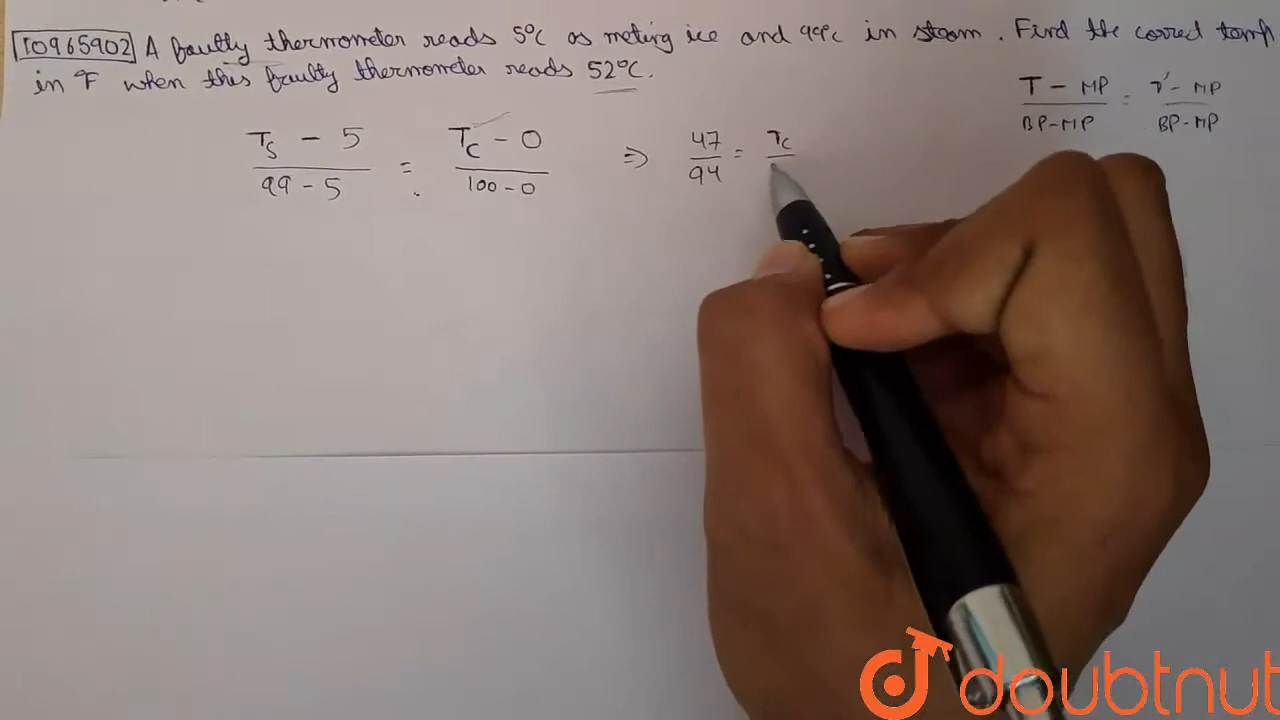 10965902 A faulty thermometer reads 5°C as melting ice and 99°C in steam. Find the correct temp
in °F when this faulty thermometer reads 52°C.
T - MP / BP-MP = T' - MP / BP-MP
Ts - 5 / 99 - 5 = Tc - 0 / 100 - 0 ⇒ 47 / 94 = Tc /
doubtnut